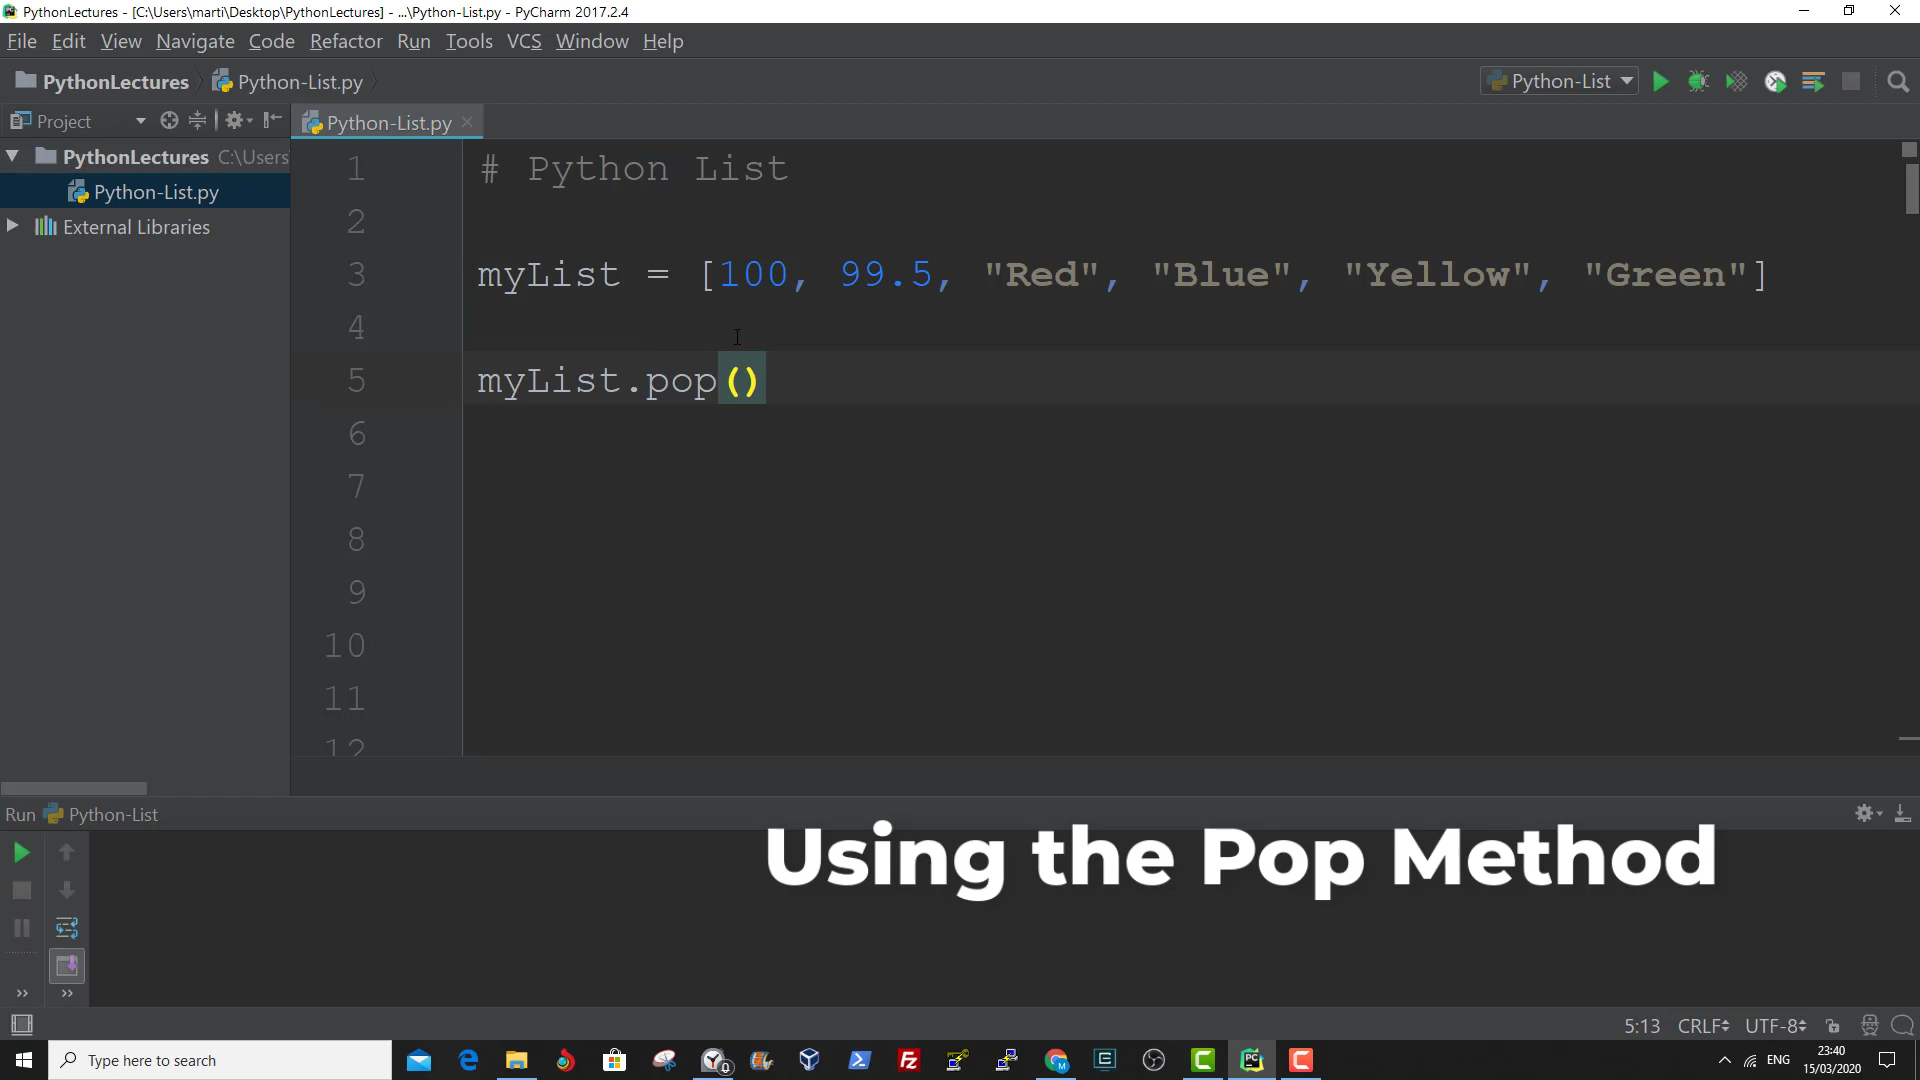 PythonLectures - [C:\Users\marti\Desktop\PythonLectures] - ...\Python-List.py - PyCharm 2017.2.4
File Edit View Navigate Code Refactor Run Tools VCS Window Help
PythonLectures Python-List.py Python-List
Project Python-List.py
PythonLectures C:\Users
Python-List.py
External Libraries
1 # Python List
2
3 myList = [100, 99.5, "Red", "Blue", "Yellow", "Green"]
4
5 myList.pop()
6
7
8
9
10
11
12
Run Python-List
Using the Pop Method
5:13 CRLF UTF-8
Type here to search
ENG
23:40
15/03/2020